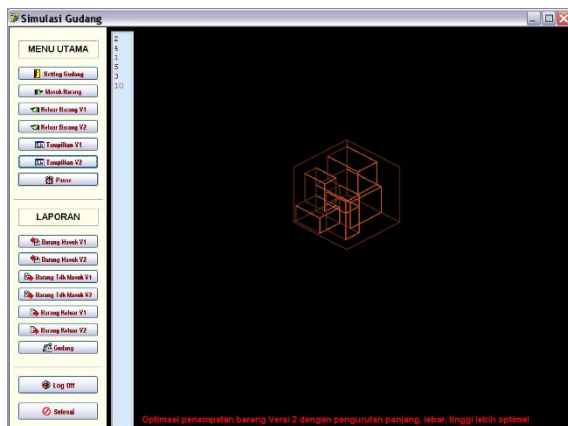 Simulasi Gudang
MENU UTAMA
Setting Gudang
Masuk Barang
Keluar Barang V1
Keluar Barang V2
Tampilan V1
Tampilan V2
Pause
LAPORAN
Barang Masuk V1
Barang Masuk V2
Barang Tdk Masuk V1
Barang Tdk Masuk V2
Barang Keluar V1
Barang Keluar V2
Gudang
Log Off
Selesai
2
4
1
5
3
10
Optimasi penempatan barang Versi 2 dengan pengurutan panjang, lebar, tinggi lebih optimal